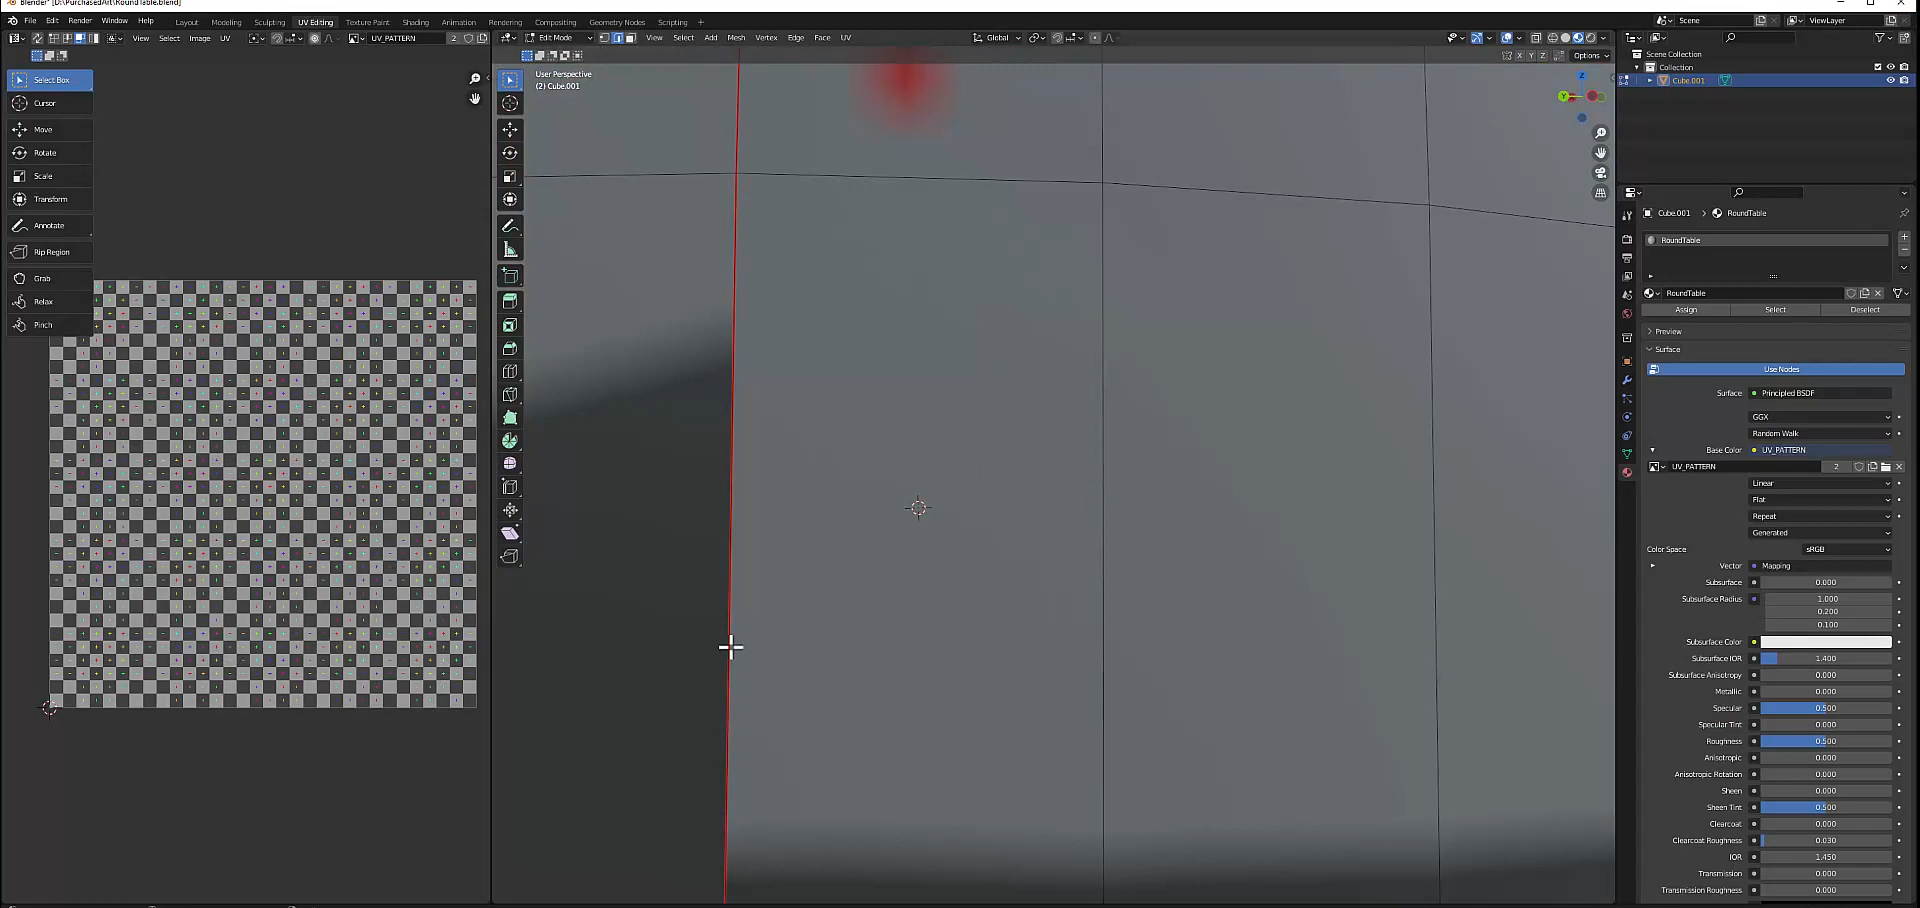 Blender* [D:\PurchasedArt\RoundTable.blend]
File Edit Render Window Help Layout Modeling Sculpting UV Editing Texture Paint Shading Animation Rendering Compositing Geometry Nodes Scripting + Scene ViewLayer
View Select Image UV UV_PATTERN 2 Edit Mode View Select Add Mesh Vertex Edge Face UV Global
X Y Z Options
Select Box
Cursor
Move
Rotate
Scale
Transform
Annotate
Rip Region
Grab
Relax
Pinch
User Perspective
(2) Cube.001
Z
Y
Scene Collection
Collection
Cube.001
Cube.001 > RoundTable
RoundTable
RoundTable
Assign Select Deselect
Preview
Surface
Use Nodes
Surface Principled BSDF
GGX
Random Walk
Base Color UV_PATTERN
UV_PATTERN 2
Linear
Flat
Repeat
Generated
Color Space sRGB
Vector Mapping
Subsurface 0.000
Subsurface Radius 1.000
0.200
0.100
Subsurface Color
Subsurface IOR 1.400
Subsurface Anisotropy 0.000
Metallic 0.000
Specular 0.500
Specular Tint 0.000
Roughness 0.500
Anisotropic 0.000
Anisotropic Rotation 0.000
Sheen 0.000
Sheen Tint 0.500
Clearcoat 0.000
Clearcoat Roughness 0.030
IOR 1.450
Transmission 0.000
Transmission Roughness 0.000